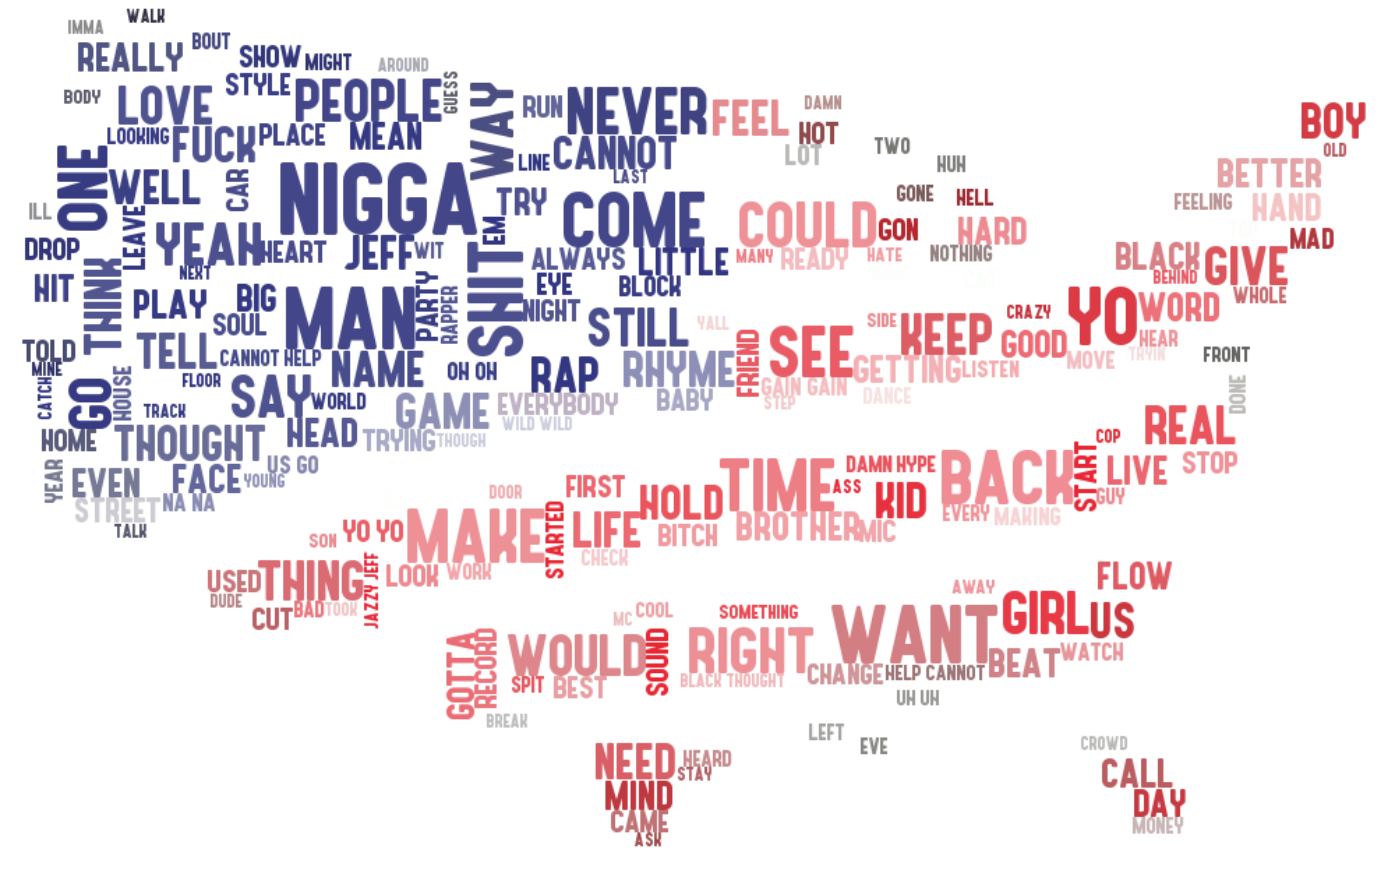 WALK
IMMA
BOUT
REALLY
SHOW
MIGHT
AROUND
STYLE
BODY
LOVE
PEOPLE
GUESS
WAY
RUN
NEVER
FEEL
DAMN
BOY
LOOKING
FUCK
PLACE
MEAN
HOT
OLD
LINE
CANNOT
LOT
TWO
HUH
ONE
WELL
CAR
NIGGA
LAST
BETTER
TRY
COME
GONE
HELL
FEELING
HAND
ILL
LEAVE
YEAH
EM
COULD
GON
HARD
MAD
DROP
HEART
JEFF
WIT
SHIT
ALWAYS
LITTLE
MANY
READY
HATE
NOTHING
BLACK
GIVE
NEXT
BEHIND
HIT
THINK
PLAY
BIG
MAN
PARTY
RAPPER
EYE
BLOCK
WHOLE
NIGHT
CRAZY
YO
WORD
SOUL
STILL
YALL
SIDE
KEEP
GOOD
HEAR
TOLD
TELL
CANNOT HELP
NAME
FRIEND
SEE
MOVE
TRYIN
FRONT
MINE
OH OH
RAP
RHYME
GETTING
LISTEN
CATCH
GO
HOUSE
FLOOR
SAY
WORLD
GAIN GAIN
DANCE
DONE
TRACK
GAME
EVERYBODY
BABY
STEP
WILD WILD
HOME
THOUGHT
HEAD
TRYING
THOUGH
REAL
COP
YEAR
EVEN
FACE
US GO
YOUNG
TIME
DAMN HYPE
BACK
START
LIVE
STOP
STREET
NA NA
DOOR
FIRST
HOLD
ASS
KID
GUY
TALK
EVERY
MAKING
SON
YO YO
MAKE
STARTED
LIFE
BITCH
BROTHER
MIC
CHECK
USED
THING
JAZZY JEFF
LOOK
WORK
FLOW
DUDE
CUT
BAD
TOOK
AWAY
MC
COOL
SOMETHING
WANT
GIRL
US
GOTTA
RECORD
WOULD
SOUND
RIGHT
BEAT
WATCH
SPIT
BEST
BLACK THOUGHT
CHANGE
HELP CANNOT
UH UH
BREAK
LEFT
EVE
CROWD
NEED
HEARD
STAY
CALL
MIND
DAY
CAME
MONEY
ASK